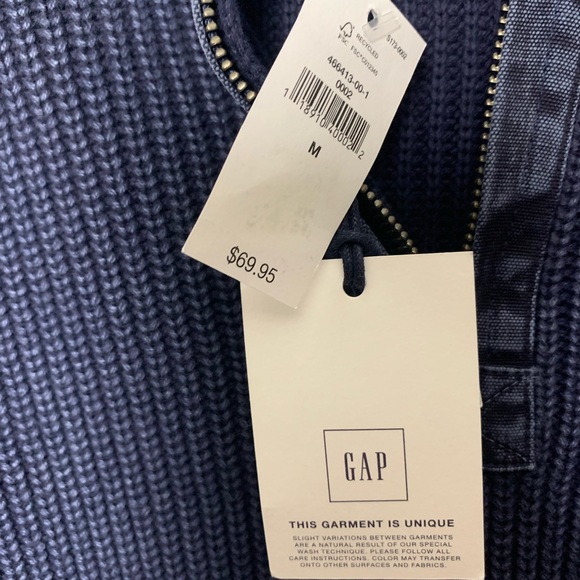 FSC
RECYCLED
466413-00-1
0002
M
$69.95
GAP
THIS GARMENT IS UNIQUE
SLIGHT VARIATIONS BETWEEN GARMENTS
ARE A NATURAL RESULT OF OUR SPECIAL
WASH TECHNIQUE. PLEASE FOLLOW ALL
CARE INSTRUCTIONS. COLOR MAY TRANSFER
ONTO OTHER SURFACES AND FABRICS.